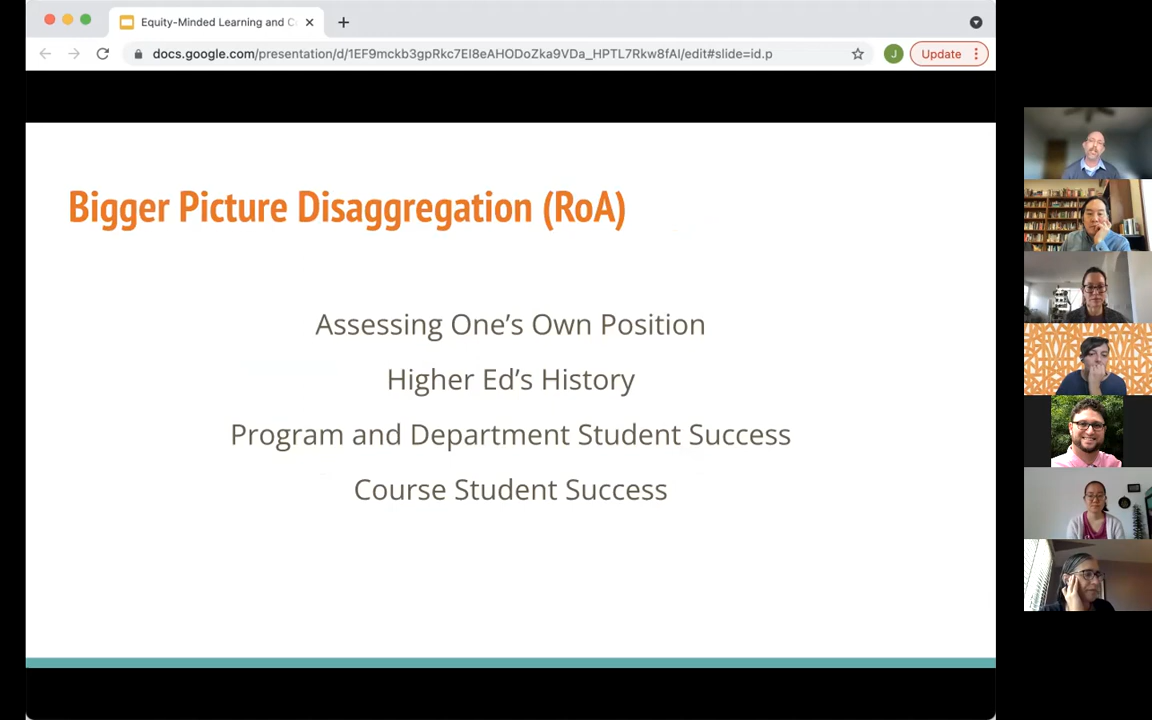 Equity-Minded Learning and C
docs.google.com/presentation/d/1EF9mckb3gpRkc7EI8eAHODoZka9VDa_HPTL7Rkw8fAI/edit#slide=id.p
J
Update
Bigger Picture Disaggregation (RoA)
Assessing One’s Own Position
Higher Ed’s History
Program and Department Student Success
Course Student Success